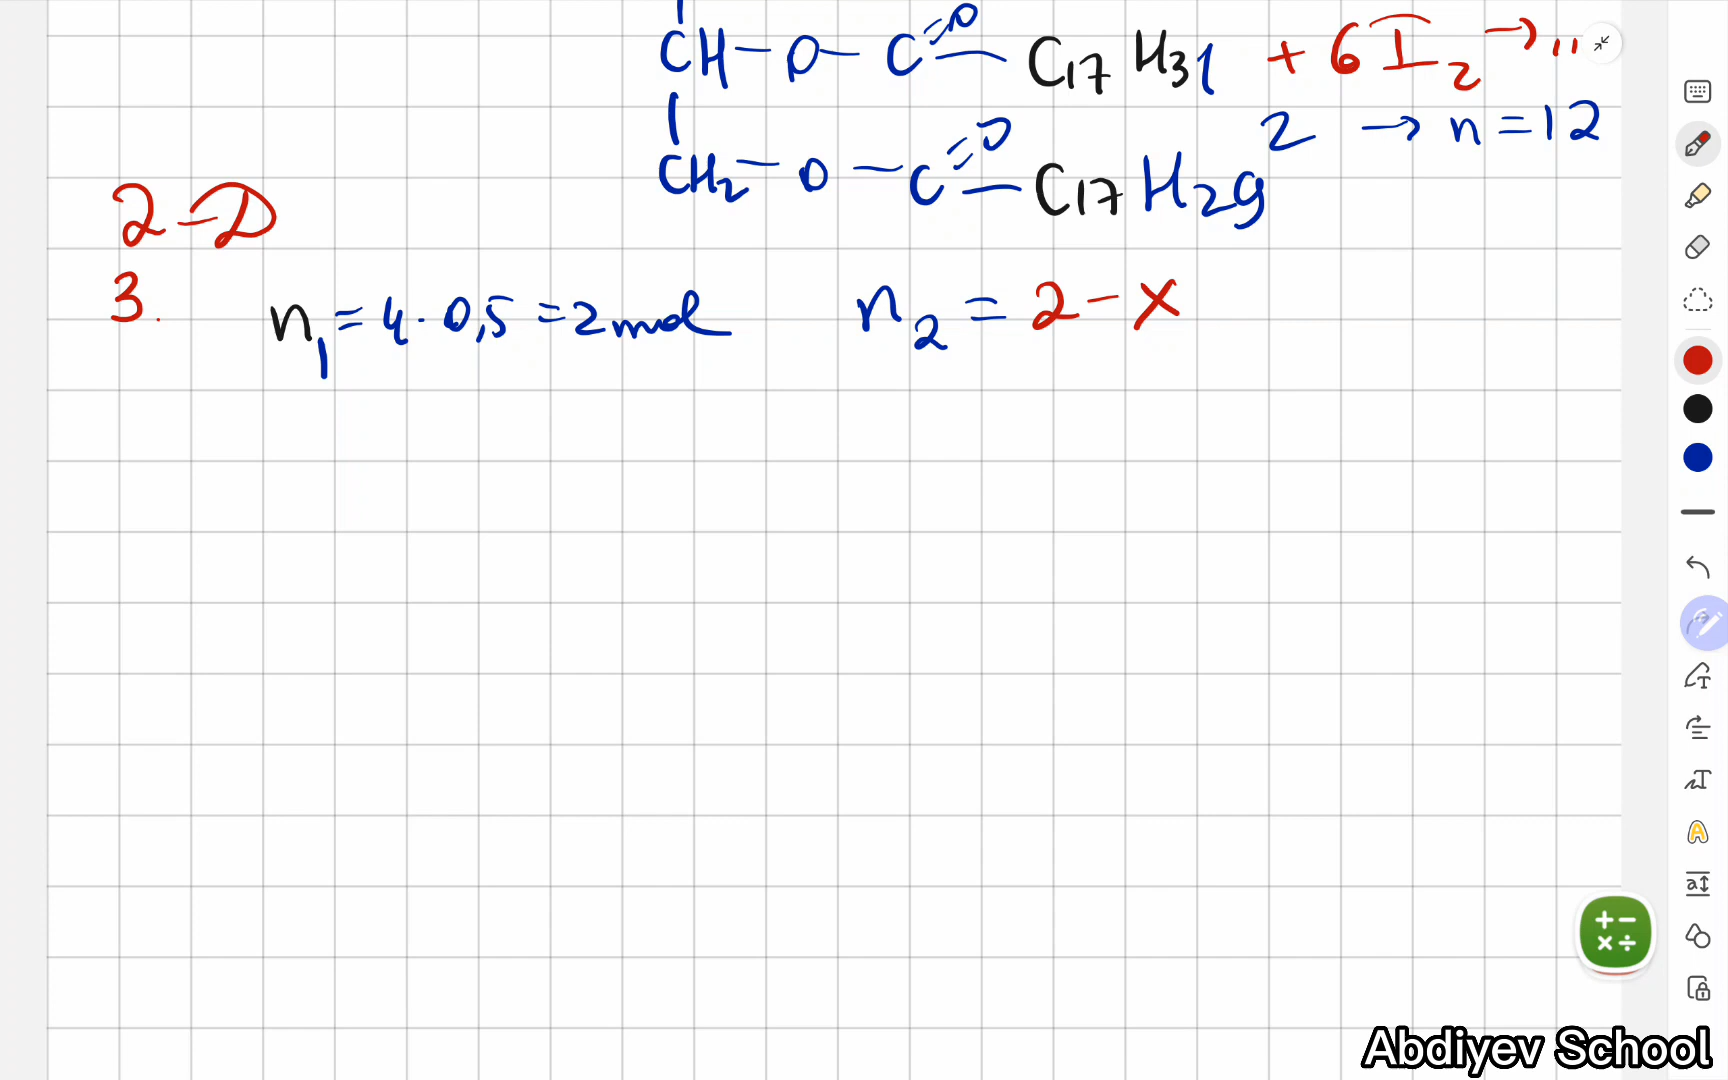 CH-O-C=O-C17H31 + 6I2 → ...
2 → n=12
CH2-O-C=O-C17H29
2-D
3. n1 = 4·0,5 = 2mol n2 = 2-x
Abdiyev School